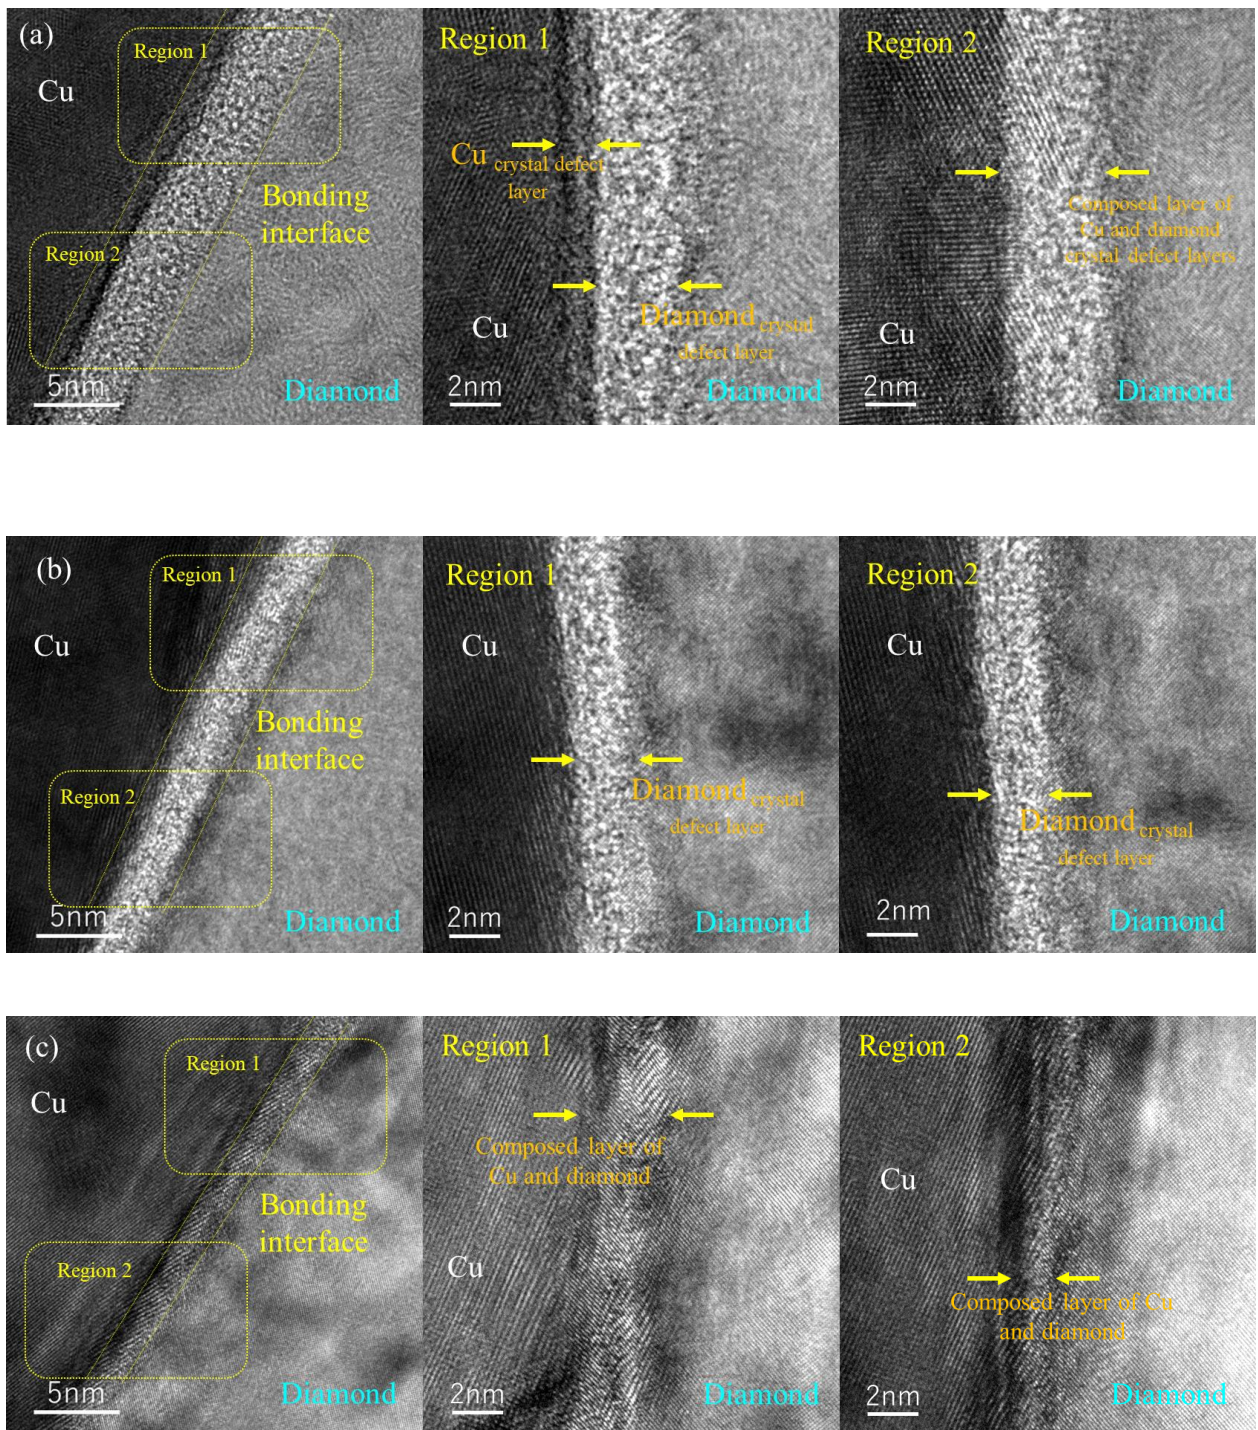 (a)
Region 1
Cu
Bonding
interface
Region 2
5nm
Diamond
Region 1
Cu crystal defect
layer
Cu
Diamond crystal
defect layer
2nm
Diamond
Region 2
Composed layer of
Cu and diamond
crystal defect layers
Cu
2nm
Diamond
(b)
Region 1
Cu
Bonding
interface
Region 2
5nm
Diamond
Region 1
Cu
Diamond crystal
defect layer
2nm
Diamond
Region 2
Cu
Diamond crystal
defect layer
2nm
Diamond
(c)
Region 1
Cu
Bonding
interface
Region 2
5nm
Diamond
Region 1
Composed layer of
Cu and diamond
Cu
2nm
Diamond
Region 2
Cu
Composed layer of Cu
and diamond
2nm
Diamond